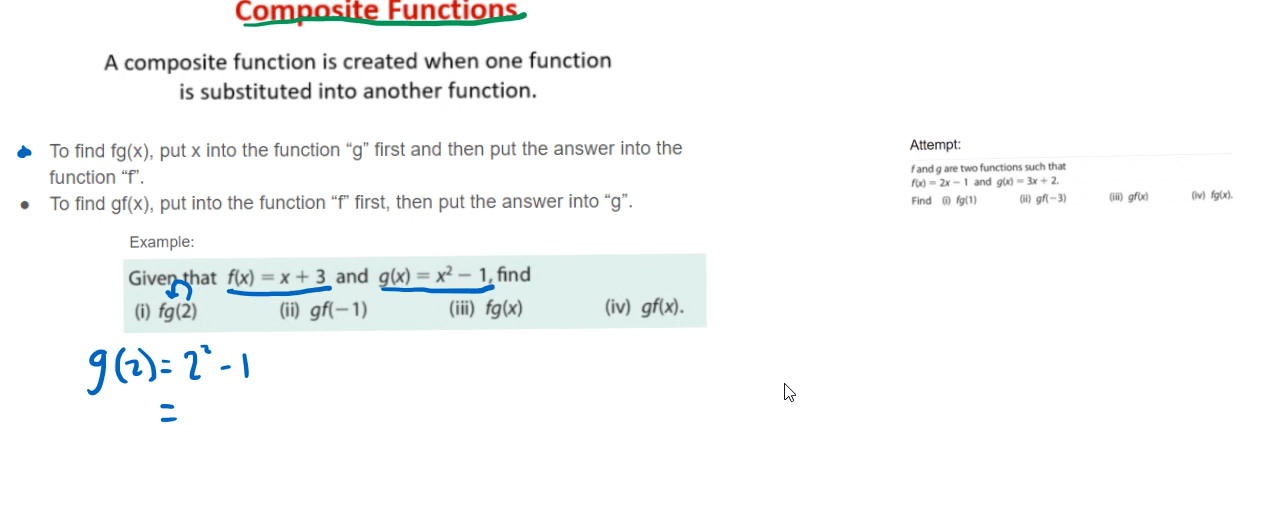 Composite Functions
A composite function is created when one function
is substituted into another function.
To find fg(x), put x into the function “g” first and then put the answer into the
function “f”.
• To find gf(x), put into the function “f” first, then put the answer into “g”.
Example:
Given that f(x) = x + 3 and g(x) = x² − 1, find
(i) fg(2) (ii) gf(−1) (iii) fg(x) (iv) gf(x).
g(2) = 2² - 1
=
Attempt:
f and g are two functions such that
f(x) = 2x − 1 and g(x) = 3x + 2.
Find (i) fg(1) (ii) gf(−3) (iii) gf(x) (iv) fg(x).